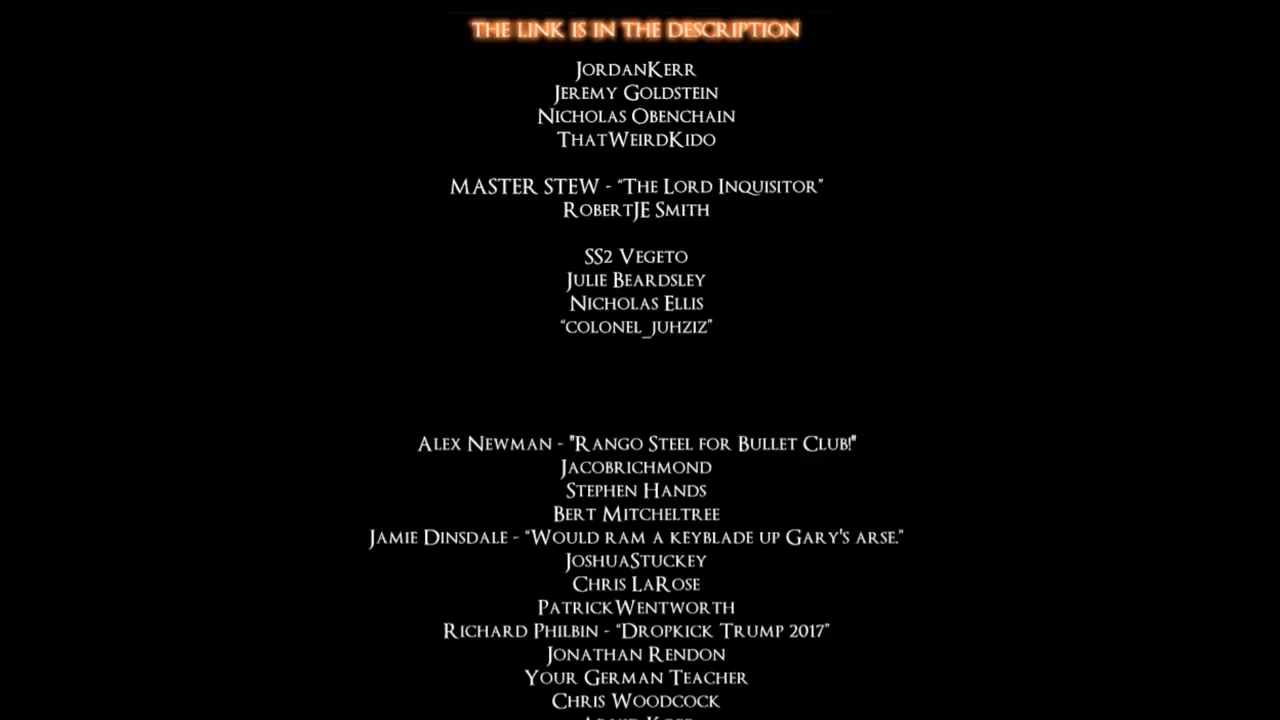 THE LINK IS IN THE DESCRIPTION
JordanKerr
Jeremy Goldstein
Nicholas Obenchain
ThatWeirdKido
MASTER STEW - “The Lord Inquisitor”
RobertJE Smith
SS2 Vegeto
Julie Beardsley
Nicholas Ellis
“colonel_juhziz”
Alex Newman - "Rango Steel for Bullet Club!"
Jacobrichmond
Stephen Hands
Bert Mitcheltree
Jamie Dinsdale - “Would ram a keyblade up Gary's arse.”
JoshuaStuckey
Chris LaRose
PatrickWentworth
Richard Philbin - “Dropkick Trump 2017”
Jonathan Rendon
Your German Teacher
Chris Woodcock